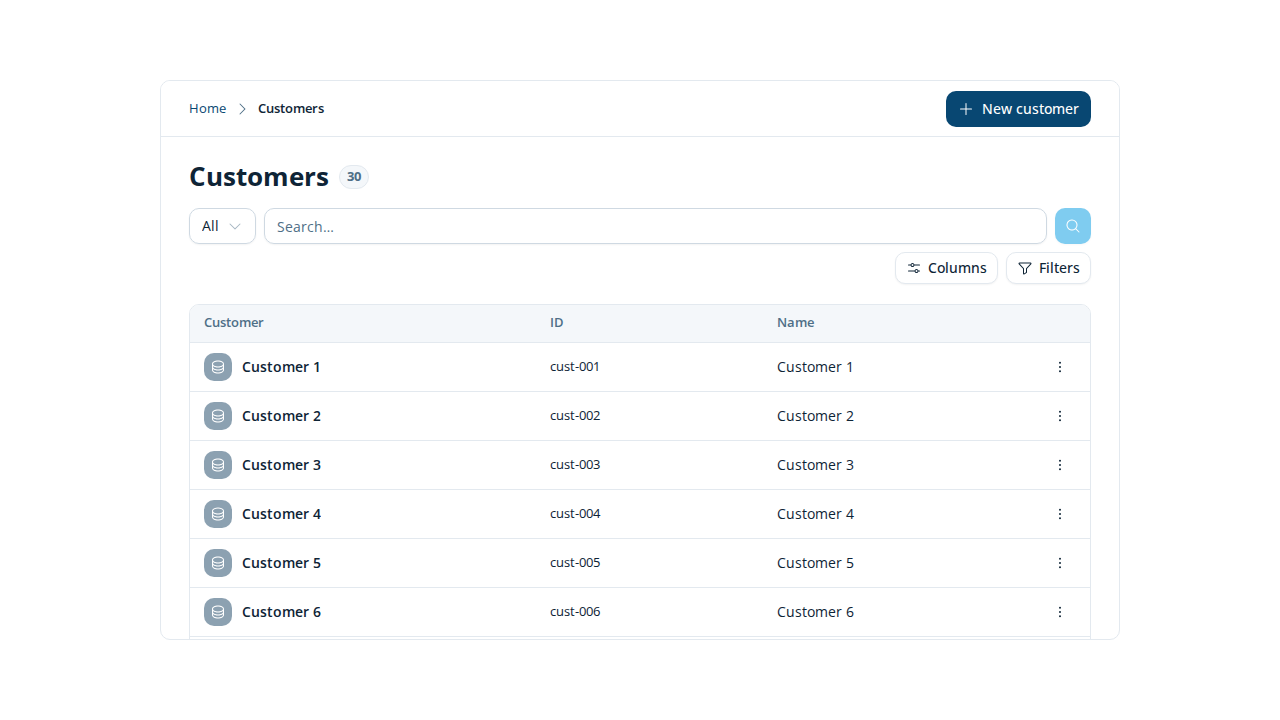 Home Customers New customer
Customers 30
All Search...
Columns Filters
Customer ID Name
Customer 1 cust-001 Customer 1
Customer 2 cust-002 Customer 2
Customer 3 cust-003 Customer 3
Customer 4 cust-004 Customer 4
Customer 5 cust-005 Customer 5
Customer 6 cust-006 Customer 6